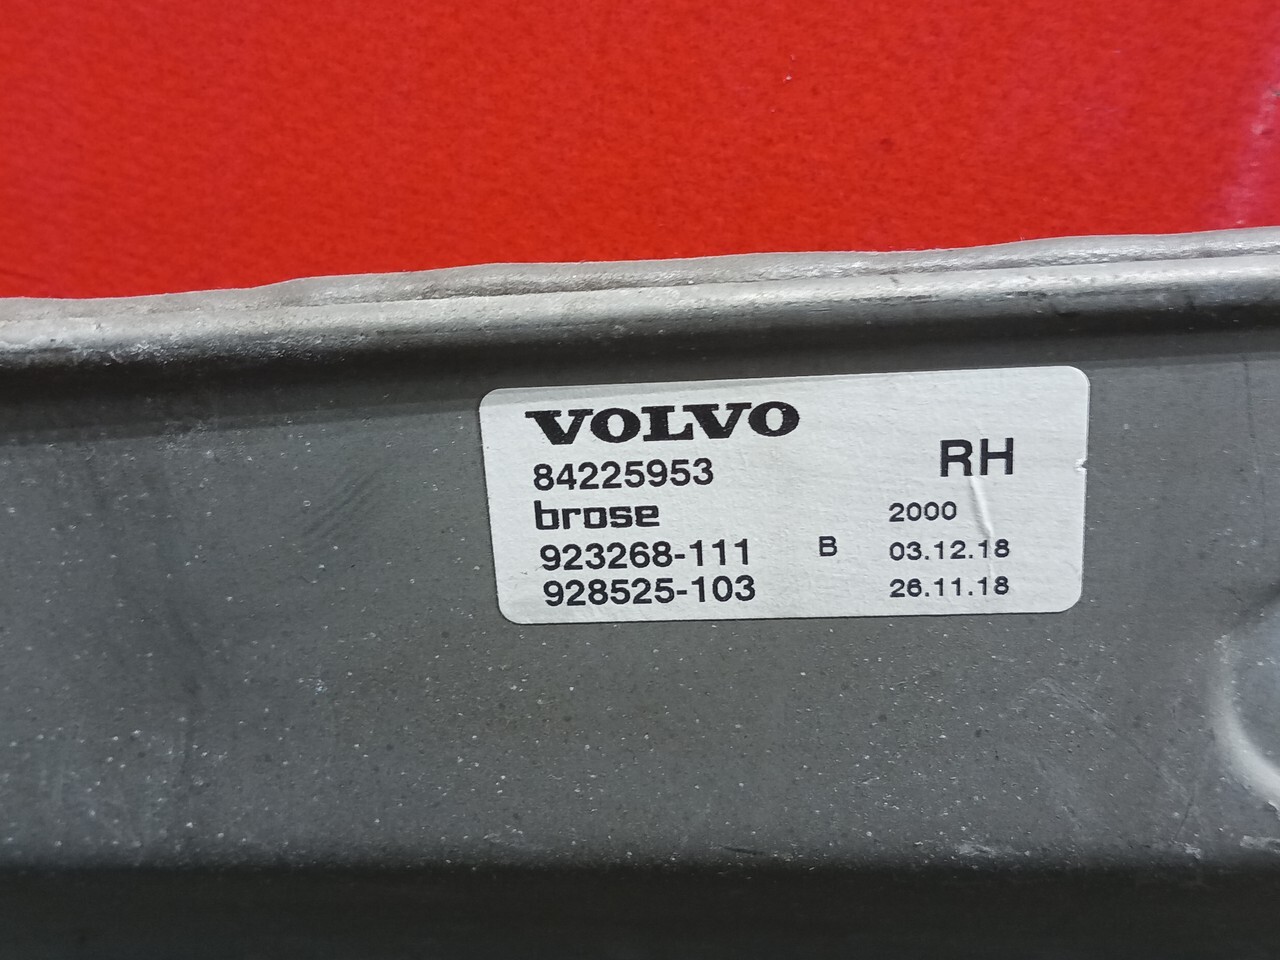 VOLVO
84225953 RH
brose 2000
923268-111 B 03.12.18
928525-103 26.11.18